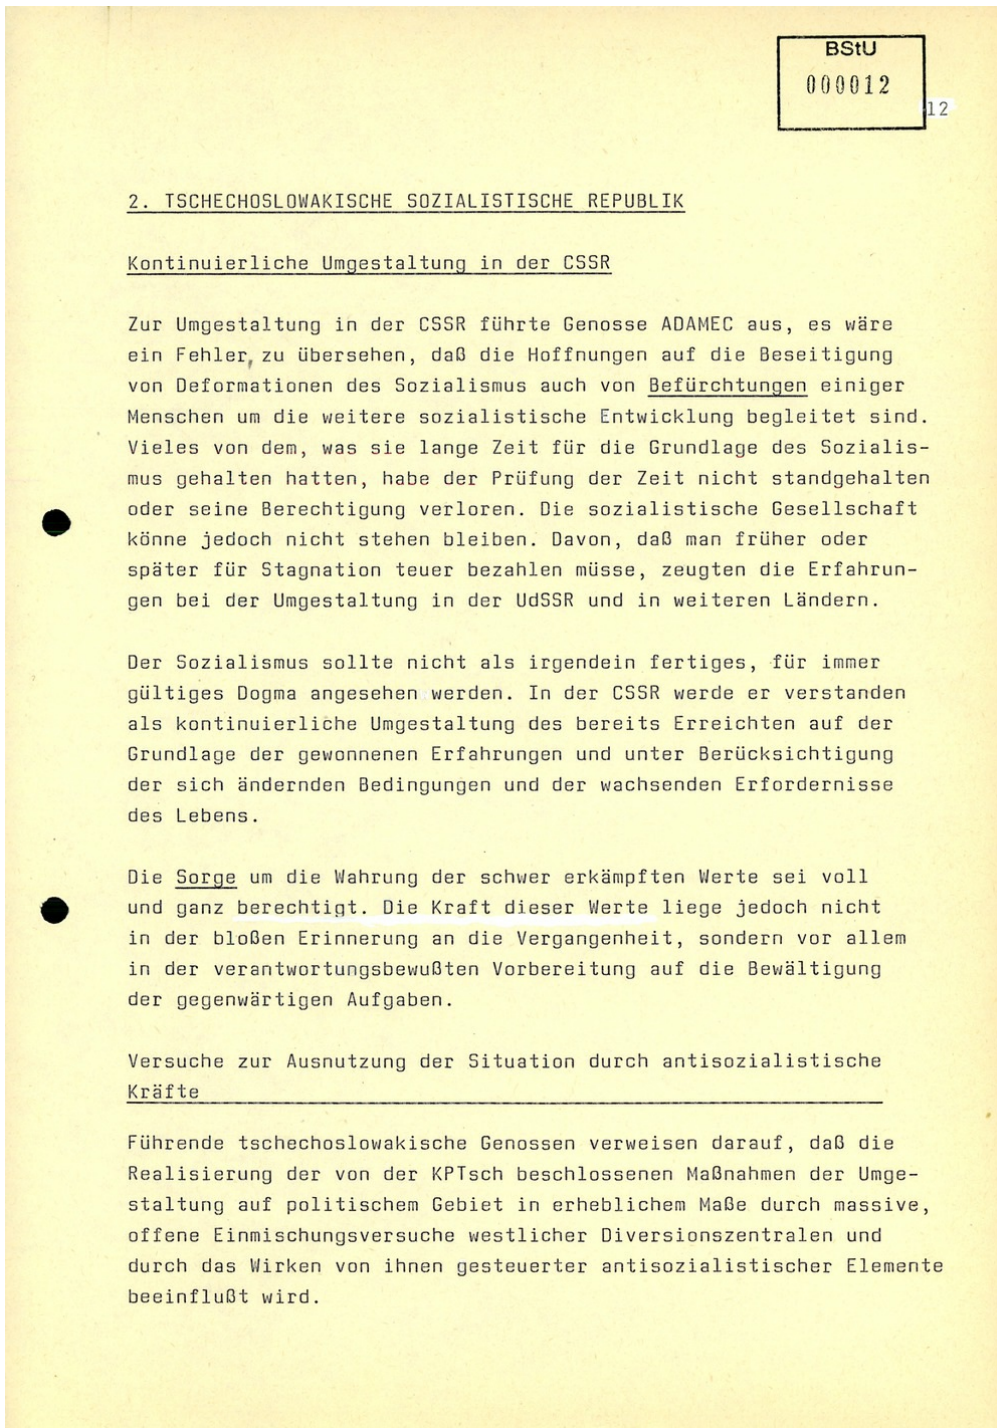 BStU
000012
12
2. TSCHECHOSLOWAKISCHE SOZIALISTISCHE REPUBLIK
Kontinuierliche Umgestaltung in der CSSR
Zur Umgestaltung in der CSSR führte Genosse ADAMEC aus, es wäre
ein Fehler, zu übersehen, daß die Hoffnungen auf die Beseitigung
von Deformationen des Sozialismus auch von Befürchtungen einiger
Menschen um die weitere sozialistische Entwicklung begleitet sind.
Vieles von dem, was sie lange Zeit für die Grundlage des Sozialis-
mus gehalten hatten, habe der Prüfung der Zeit nicht standgehalten
oder seine Berechtigung verloren. Die sozialistische Gesellschaft
könne jedoch nicht stehen bleiben. Davon, daß man früher oder
später für Stagnation teuer bezahlen müsse, zeugten die Erfahrun-
gen bei der Umgestaltung in der UdSSR und in weiteren Ländern.
Der Sozialismus sollte nicht als irgendein fertiges, für immer
gültiges Dogma angesehen werden. In der CSSR werde er verstanden
als kontinuierliche Umgestaltung des bereits Erreichten auf der
Grundlage der gewonnenen Erfahrungen und unter Berücksichtigung
der sich ändernden Bedingungen und der wachsenden Erfordernisse
des Lebens.
Die Sorge um die Wahrung der schwer erkämpften Werte sei voll
und ganz berechtigt. Die Kraft dieser Werte liege jedoch nicht
in der bloßen Erinnerung an die Vergangenheit, sondern vor allem
in der verantwortungsbewußten Vorbereitung auf die Bewältigung
der gegenwärtigen Aufgaben.
Versuche zur Ausnutzung der Situation durch antisozialistische
Kräfte
Führende tschechoslowakische Genossen verweisen darauf, daß die
Realisierung der von der KPTsch beschlossenen Maßnahmen der Umge-
staltung auf politischem Gebiet in erheblichem Maße durch massive,
offene Einmischungsversuche westlicher Diversionszentralen und
durch das Wirken von ihnen gesteuerter antisozialistischer Elemente
beeinflußt wird.